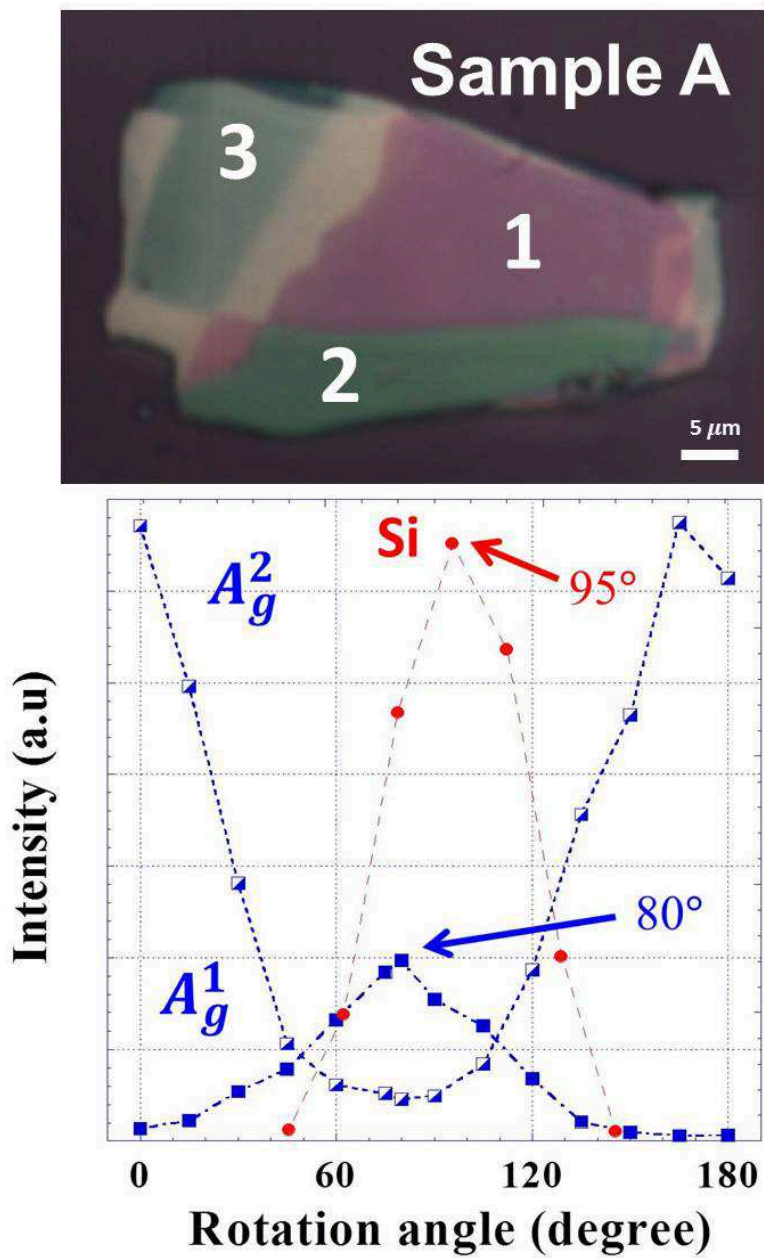 Sample A
3
1
2
5 μm
Si
A_g^2
95°
80°
A_g^1
Intensity (a.u)
0 60 120 180
Rotation angle (degree)